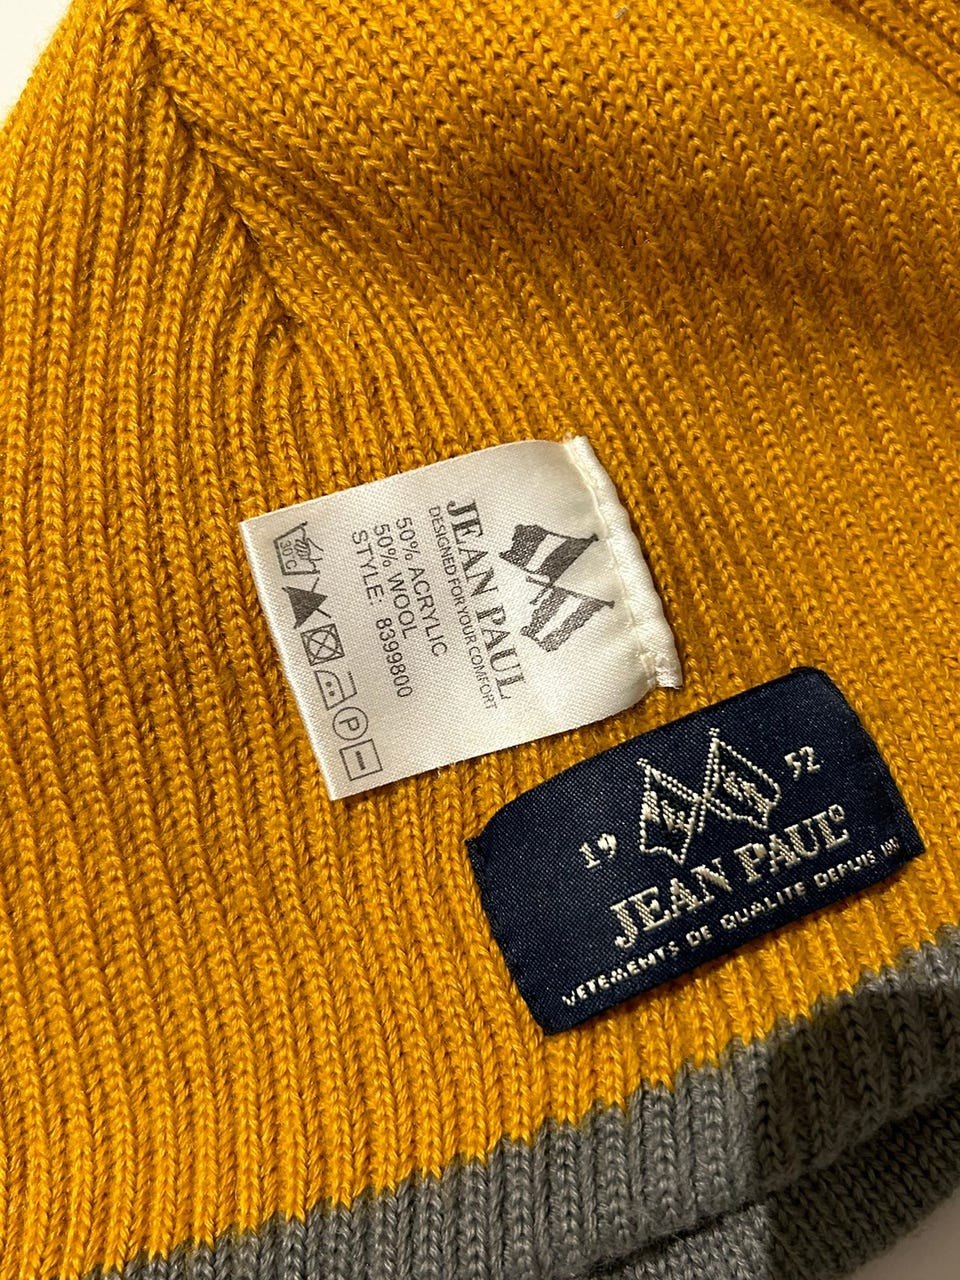 JEAN PAUL
DESIGNED FOR YOUR COMFORT
50% ACRYLIC
50% WOOL
STYLE: 8399800
30°C
P
19 52
JEAN PAUL®
VETEMENTS DE QUALITE DEPUIS